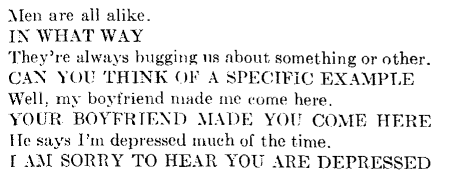 Men are all alike.
IN WHAT WAY
They're always bugging us about something or other.
CAN YOU THINK OF A SPECIFIC EXAMPLE
Well, my boyfriend made me come here.
YOUR BOYFRIEND MADE YOU COME HERE
He says I'm depressed much of the time.
I AM SORRY TO HEAR YOU ARE DEPRESSED